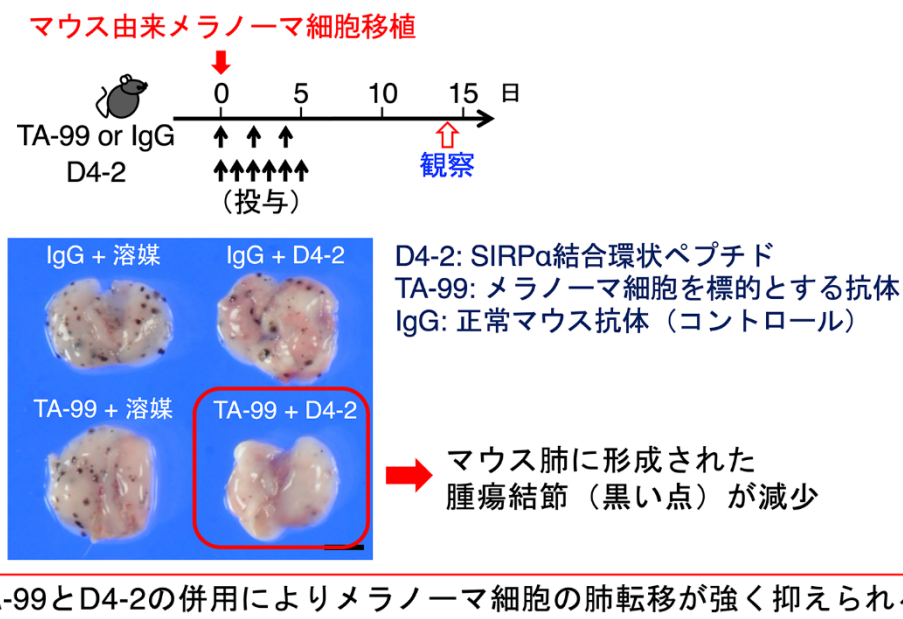 マウス由来メラノーマ細胞移植
0 5 10 15 日
TA-99 or IgG
D4-2
（投与）
観察
IgG + 溶媒
IgG + D4-2
TA-99 + 溶媒
TA-99 + D4-2
D4-2: SIRPα結合環状ペプチド
TA-99: メラノーマ細胞を標的とする抗体
IgG: 正常マウス抗体（コントロール）
マウス肺に形成された
腫瘍結節（黒い点）が減少
-99とD4-2の併用によりメラノーマ細胞の肺転移が強く抑えられ